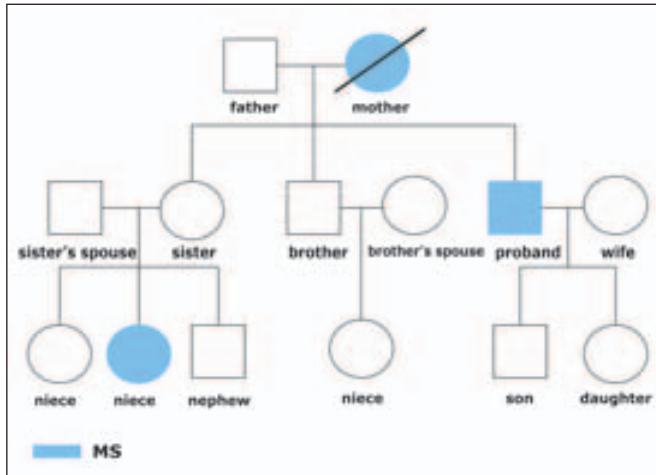 father mother
sister's spouse sister brother brother's spouse proband wife
niece niece nephew niece son daughter
MS